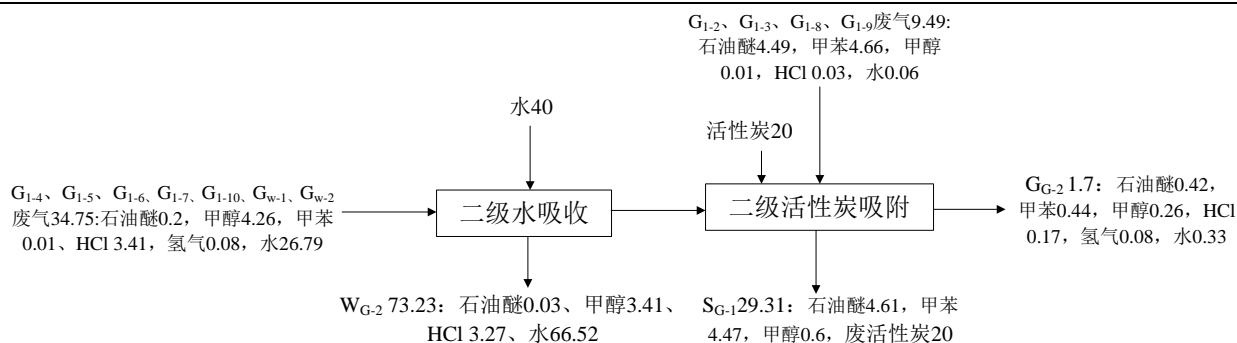 G1-2、G1-3、G1-8、G1-9废气9.49:
石油醚4.49，甲苯4.66，甲醇
0.01，HCl 0.03，水0.06
水40
活性炭20
G1-4、G1-5、G1-6、G1-7、G1-10、Gw-1、Gw-2
废气34.75:石油醚0.2，甲醇4.26，甲苯
0.01、HCl 3.41，氢气0.08，水26.79
二级水吸收
二级活性炭吸附
GG-2 1.7：石油醚0.42，
甲苯0.44，甲醇0.26，HCl
0.17，氢气0.08，水0.33
WG-2 73.23：石油醚0.03、甲醇3.41、
HCl 3.27、水66.52
SG-129.31：石油醚4.61，甲苯
4.47，甲醇0.6，废活性炭20